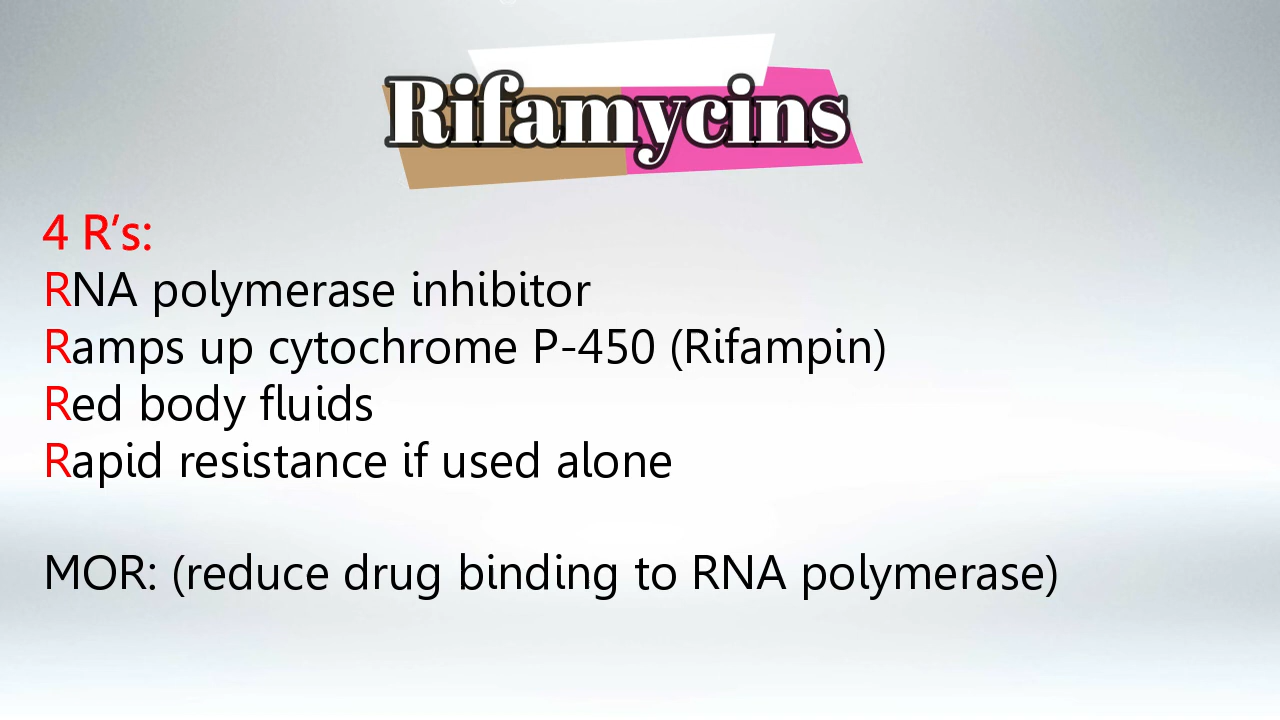 Rifamycins
4 R’s:
RNA polymerase inhibitor
Ramps up cytochrome P-450 (Rifampin)
Red body fluids
Rapid resistance if used alone
MOR: (reduce drug binding to RNA polymerase)